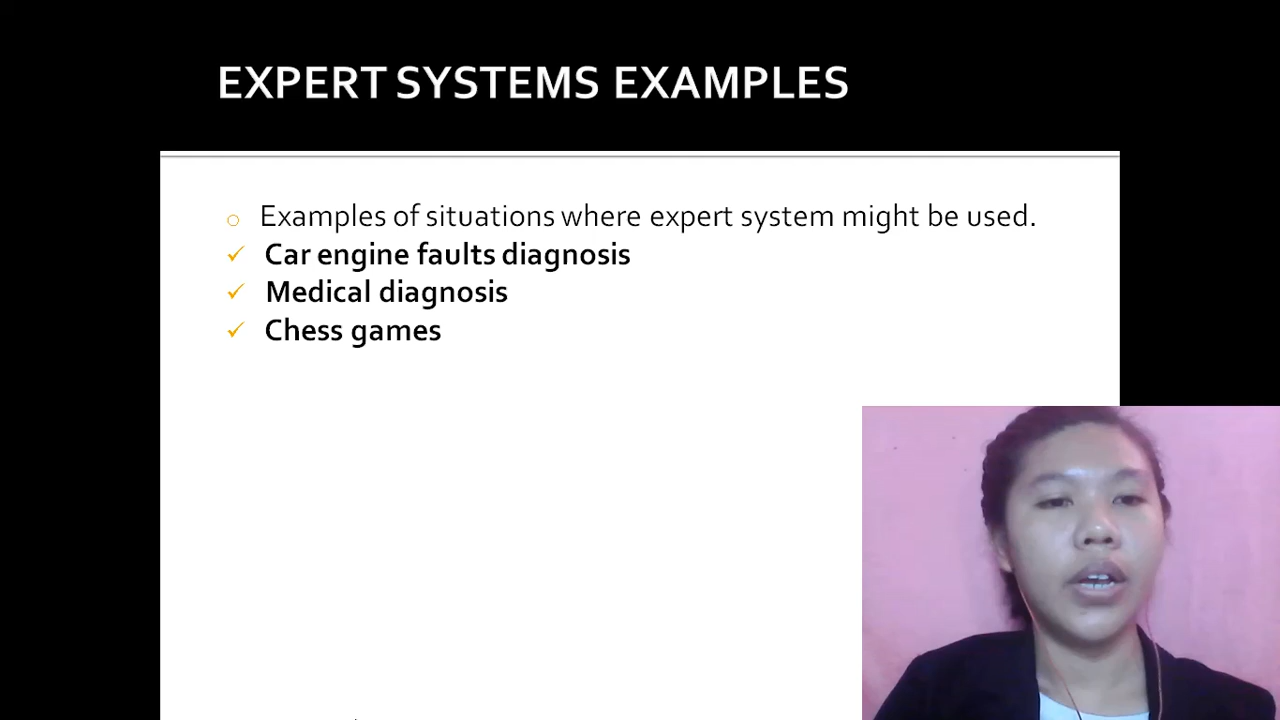 EXPERT SYSTEMS EXAMPLES
Examples of situations where expert system might be used.
Car engine faults diagnosis
Medical diagnosis
Chess games